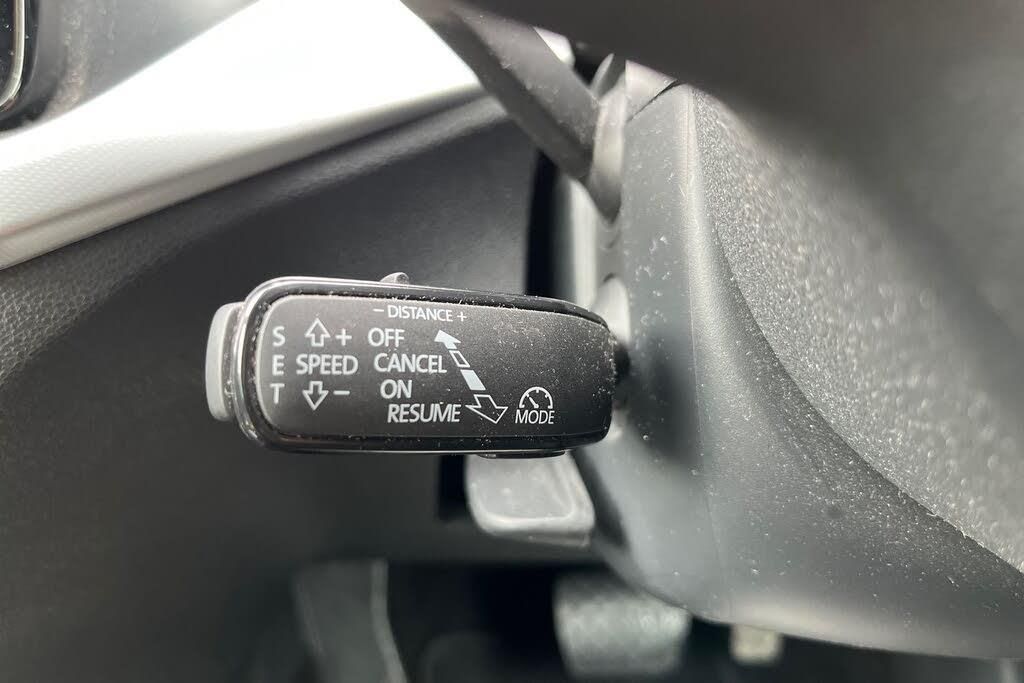 - DISTANCE +
S + OFF
E SPEED CANCEL
T - ON
RESUME
MODE